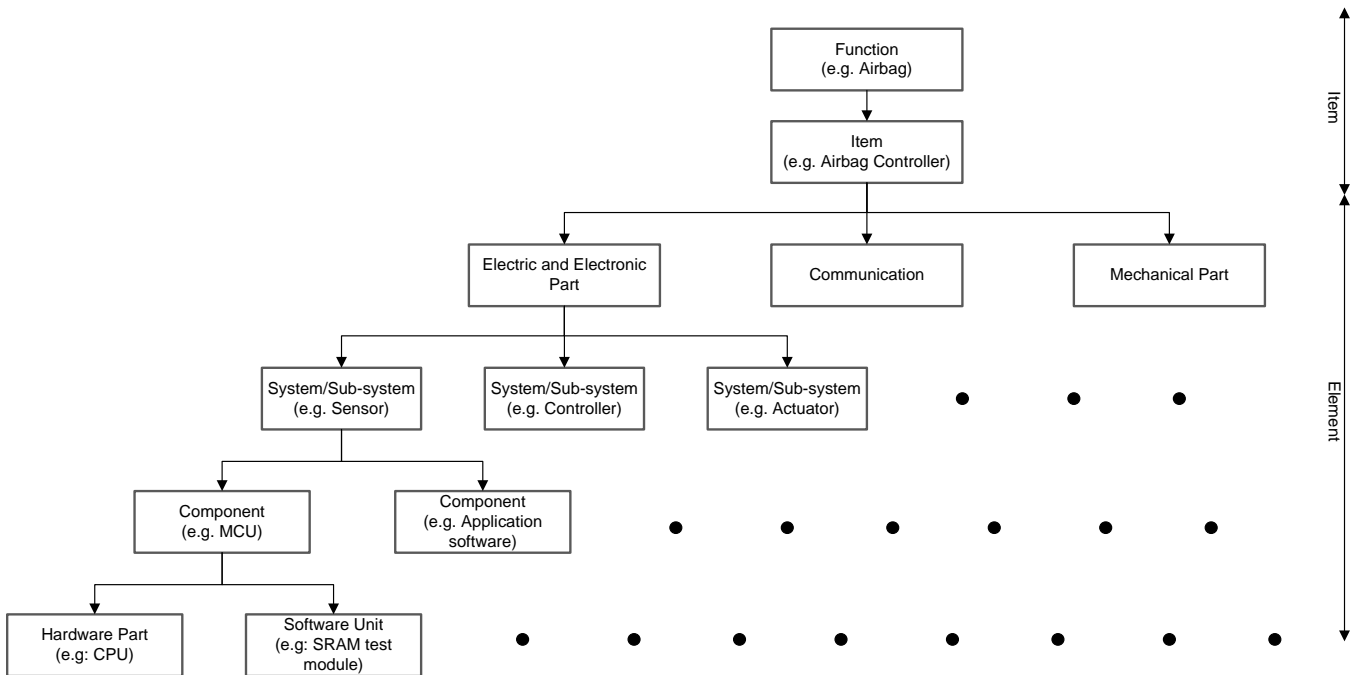 Function
(e.g. Airbag)
Item
Item
(e.g. Airbag Controller)
Electric and Electronic
Part
Communication
Mechanical Part
System/Sub-system
(e.g. Sensor)
System/Sub-system
(e.g. Controller)
System/Sub-system
(e.g. Actuator)
Element
Component
(e.g. MCU)
Component
(e.g. Application
software)
Hardware Part
(e.g: CPU)
Software Unit
(e.g: SRAM test
module)